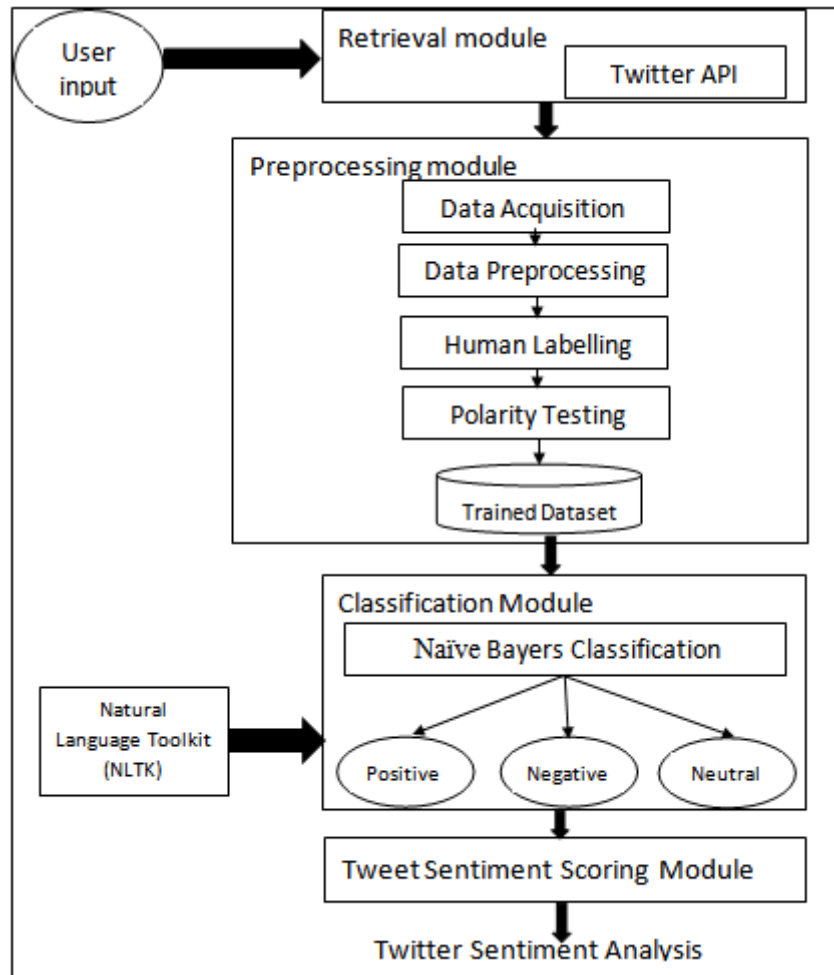 User
input
Retrieval module
Twitter API
Preprocessing module
Data Acquisition
Data Preprocessing
Human Labelling
Polarity Testing
Trained Dataset
Classification Module
Naïve Bayers Classification
Natural
Language Toolkit
(NLTK)
Positive
Negative
Neutral
Tweet Sentiment Scoring Module
Twitter Sentiment Analysis